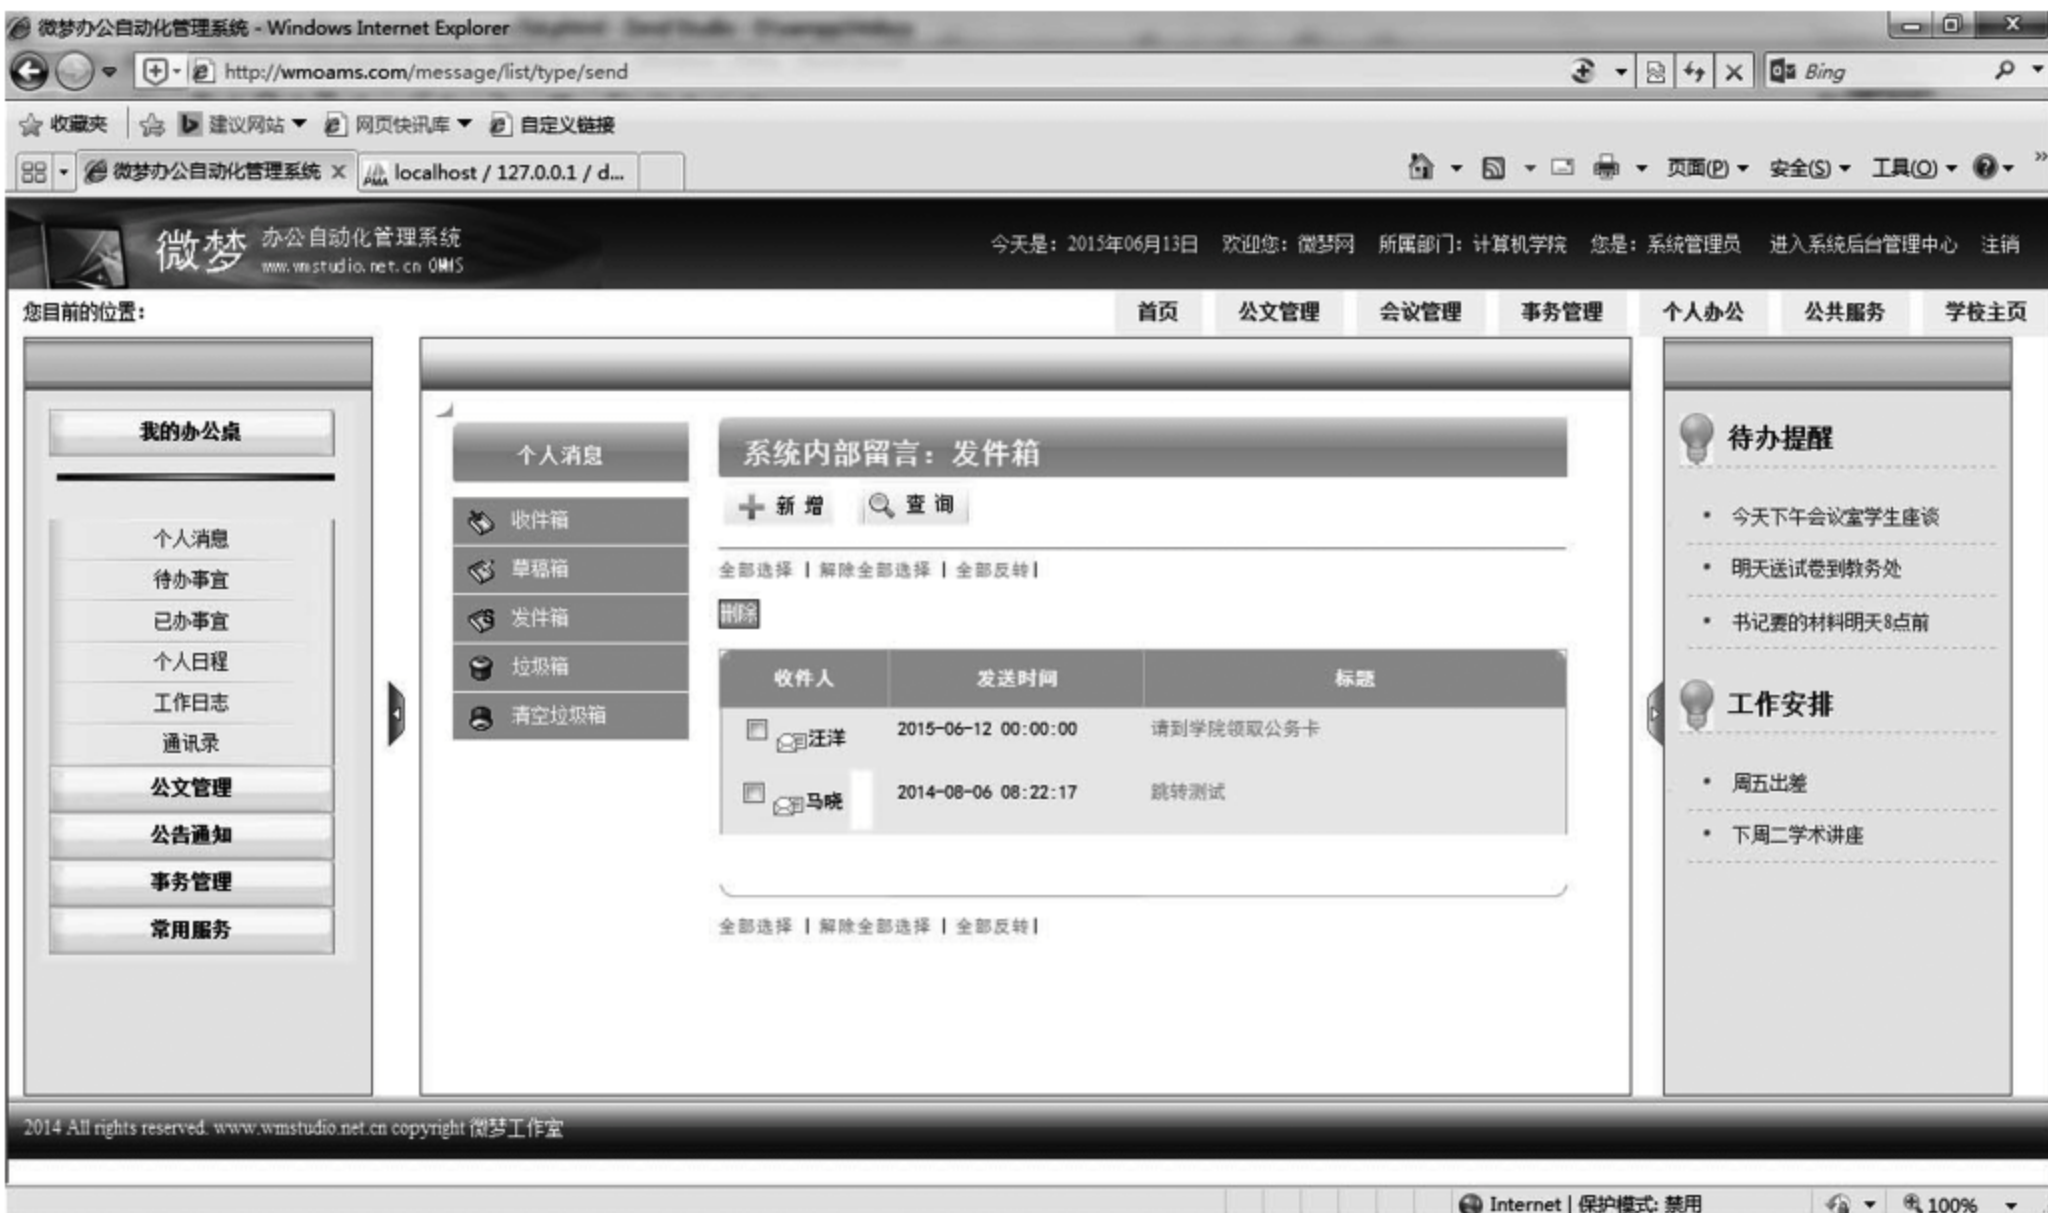 微梦办公自动化管理系统 - Windows Internet Explorer
http://wmoams.com/message/list/type/send
Bing
收藏夹 建议网站 网页快讯库 自定义链接
微梦办公自动化管理系统 localhost / 127.0.0.1 / d...
页面(P) 安全(S) 工具(O)
微梦 办公自动化管理系统
www.wmstudio.net.cn OMMS
今天是：2015年06月13日 欢迎您：微梦网 所属部门：计算机学院 您是：系统管理员 进入系统后台管理中心 注销
您目前的位置：
首页 公文管理 会议管理 事务管理 个人办公 公共服务 学校主页
我的办公桌
个人消息
待办事宜
已办事宜
个人日程
工作日志
通讯录
公文管理
公告通知
事务管理
常用服务
个人消息
收件箱
草稿箱
发件箱
垃圾箱
清空垃圾箱
系统内部留言：发件箱
新 增 查 询
全部选择 | 解除全部选择 | 全部反转|
删除
收件人 发送时间 标题
汪洋 2015-06-12 00:00:00 请到学院领取公务卡
马晓 2014-08-06 08:22:17 跳转测试
全部选择 | 解除全部选择 | 全部反转|
待办提醒
• 今天下午会议室学生座谈
• 明天送试卷到教务处
• 书记要的材料明天8点前
工作安排
• 周五出差
• 下周二学术讲座
2014 All rights reserved. www.wmstudio.net.cn copyright 微梦工作室
Internet | 保护模式: 禁用
100%